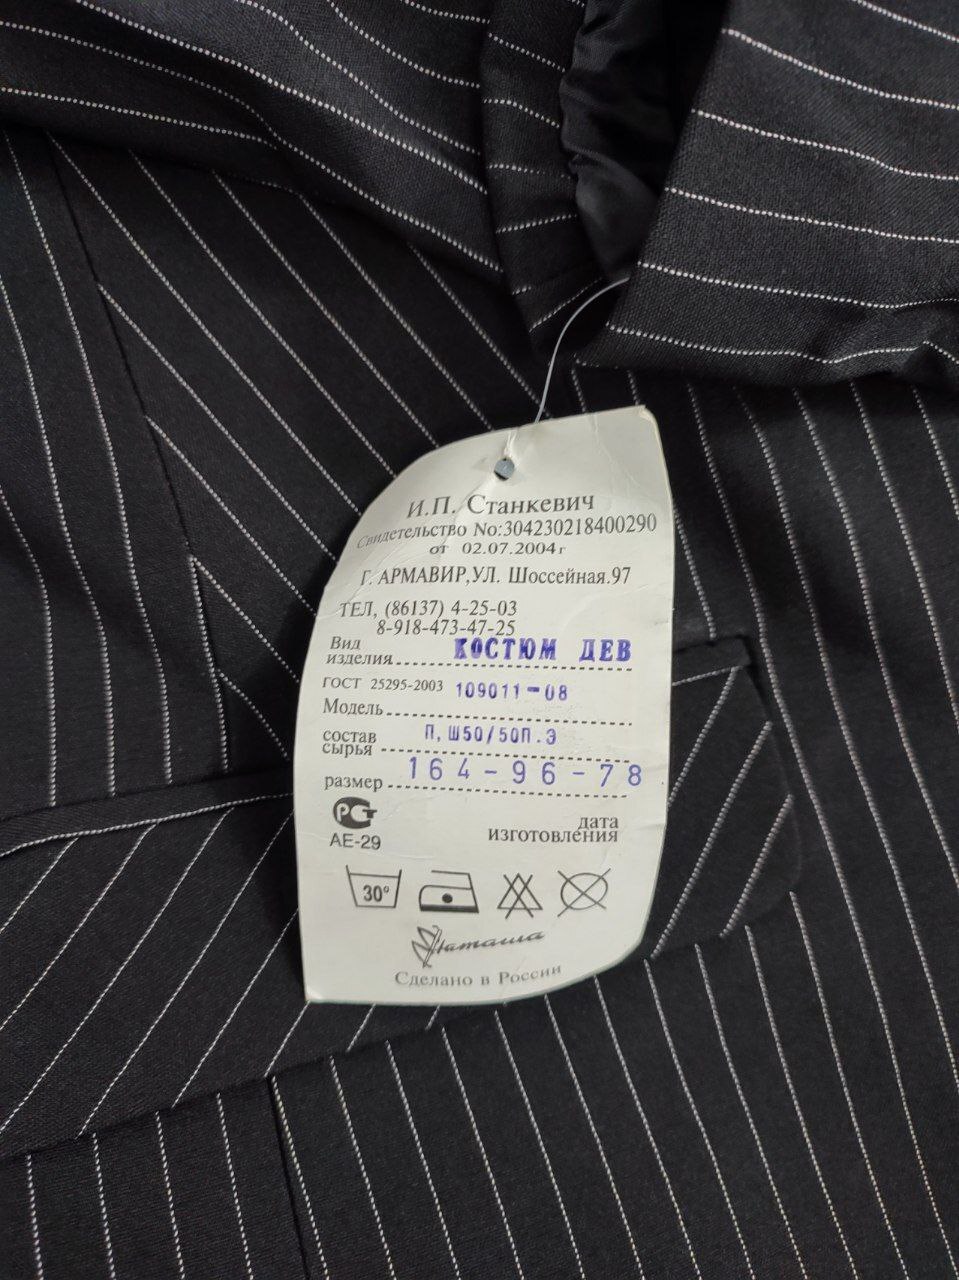 И.П. Станкевич
Свидетельство No:304230218400290
от 02.07.2004г
Г. АРМАВИР,УЛ. Шоссейная.97
ТЕЛ, (86137) 4-25-03
8-918-473-47-25
Вид
изделия КОСТЮМ ДЕВ
ГОСТ 25295-2003 109011-08
Модель
состав
сырья П,Ш50/50П.Э
размер 164-96-78
РСТ
АЕ-29
дата
изготовления
30°
Наташа
Сделано в России